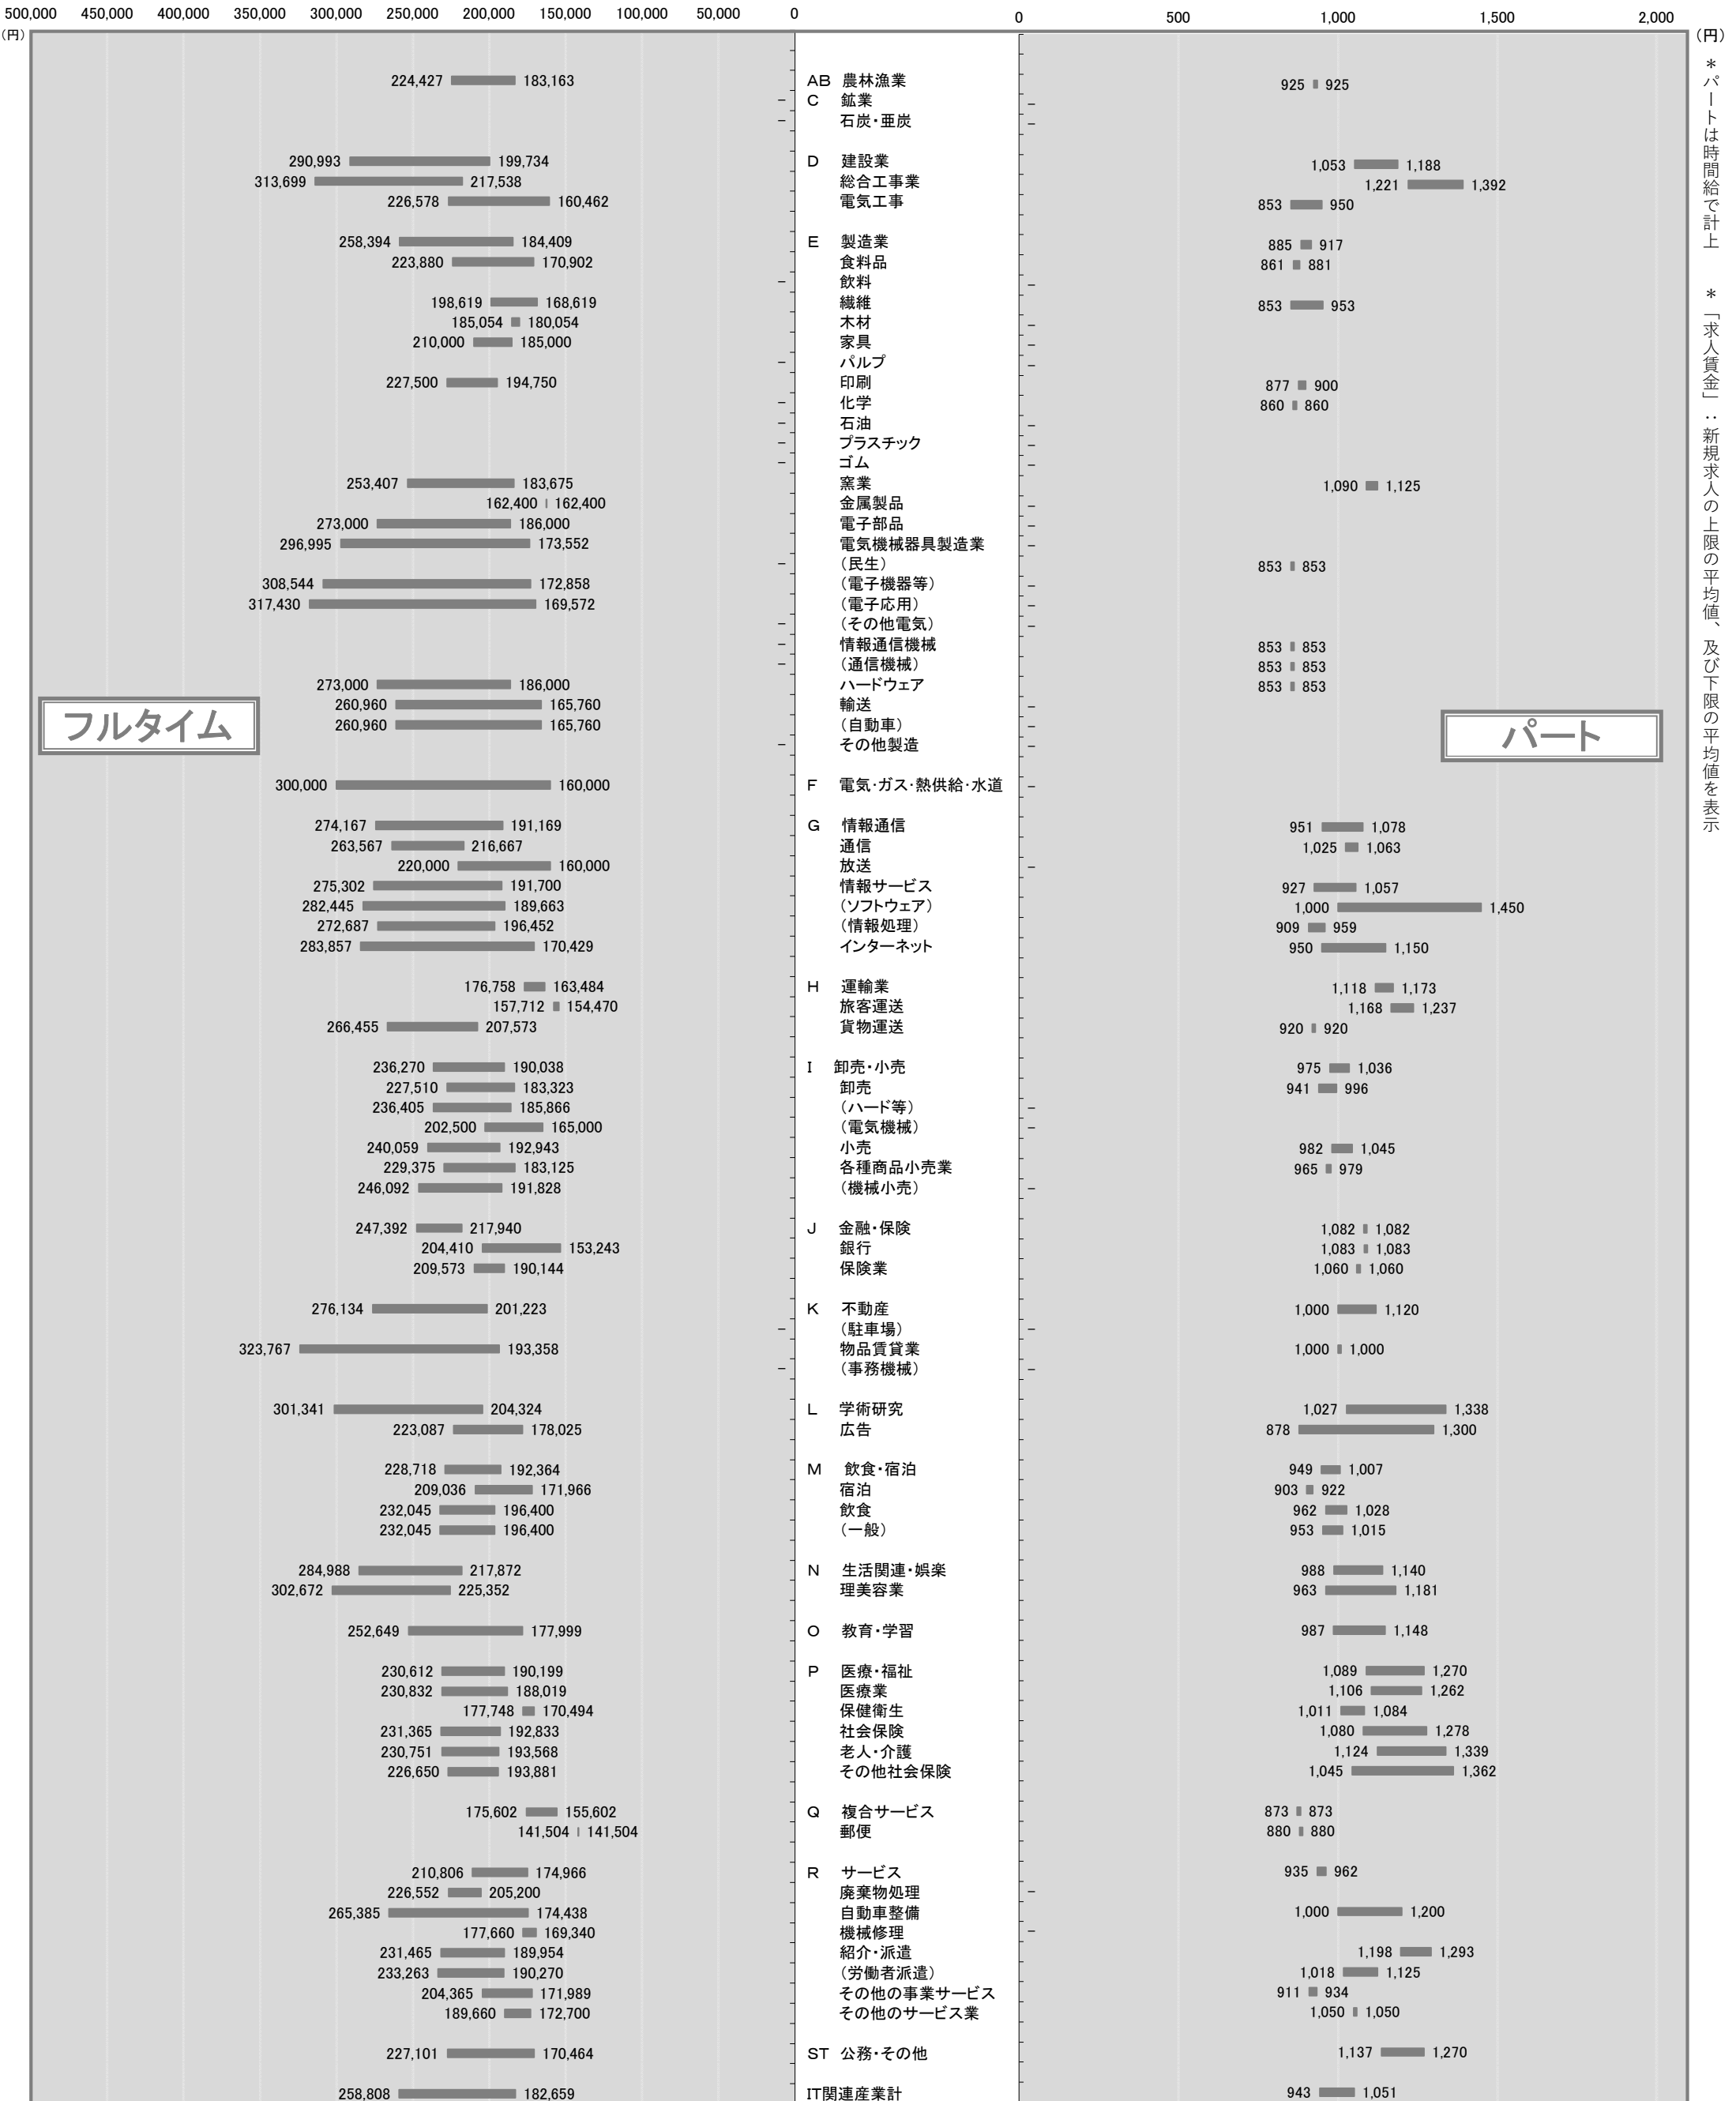 500,000 450,000 400,000 350,000 300,000 250,000 200,000 150,000 100,000 50,000 0 0 500 1,000 1,500 2,000
(円) (円)
224,427 183,163 AB 農林漁業 925 925
- C 鉱業 -
- 石炭・亜炭 -
290,993 199,734 D 建設業 1,053 1,188
313,699 217,538 総合工事業 1,221 1,392
226,578 160,462 電気工事 853 950
258,394 184,409 E 製造業 885 917
223,880 170,902 食料品 861 881
- 飲料 -
198,619 168,619 繊維 853 953
185,054 180,054 木材 -
210,000 185,000 家具 -
- パルプ -
227,500 194,750 印刷 877 900
- 化学 860 860
- 石油 -
- プラスチック -
- ゴム -
253,407 183,675 窯業 1,090 1,125
162,400 162,400 金属製品 -
273,000 186,000 電子部品 -
296,995 173,552 電気機械器具製造業 -
- (民生) 853 853
308,544 172,858 (電子機器等) -
317,430 169,572 (電子応用) -
- (その他電気) -
- 情報通信機械 853 853
- (通信機械) 853 853
273,000 186,000 ハードウェア 853 853
260,960 165,760 輸送 -
260,960 165,760 (自動車) -
- その他製造 -
フルタイム
パート
300,000 160,000 F 電気・ガス・熱供給・水道 -
274,167 191,169 G 情報通信 951 1,078
263,567 216,667 通信 1,025 1,063
220,000 160,000 放送 -
275,302 191,700 情報サービス 927 1,057
282,445 189,663 (ソフトウェア) 1,000 1,450
272,687 196,452 (情報処理) 909 959
283,857 170,429 インターネット 950 1,150
176,758 163,484 H 運輸業 1,118 1,173
157,712 154,470 旅客運送 1,168 1,237
266,455 207,573 貨物運送 920 920
236,270 190,038 I 卸売・小売 975 1,036
227,510 183,323 卸売 941 996
236,405 185,866 (ハード等) -
202,500 165,000 (電気機械) -
240,059 192,943 小売 982 1,045
229,375 183,125 各種商品小売業 965 979
246,092 191,828 (機械小売) -
247,392 217,940 J 金融・保険 1,082 1,082
204,410 153,243 銀行 1,083 1,083
209,573 190,144 保険業 1,060 1,060
276,134 201,223 K 不動産 1,000 1,120
- (駐車場) -
323,767 193,358 物品賃貸業 1,000 1,000
- (事務機械) -
301,341 204,324 L 学術研究 1,027 1,338
223,087 178,025 広告 878 1,300
228,718 192,364 M 飲食・宿泊 949 1,007
209,036 171,966 宿泊 903 922
232,045 196,400 飲食 962 1,028
232,045 196,400 (一般) 953 1,015
284,988 217,872 N 生活関連・娯楽 988 1,140
302,672 225,352 理美容業 963 1,181
252,649 177,999 O 教育・学習 987 1,148
230,612 190,199 P 医療・福祉 1,089 1,270
230,832 188,019 医療業 1,106 1,262
177,748 170,494 保健衛生 1,011 1,084
231,365 192,833 社会保険 1,080 1,278
230,751 193,568 老人・介護 1,124 1,339
226,650 193,881 その他社会保険 1,045 1,362
175,602 155,602 Q 複合サービス 873 873
141,504 141,504 郵便 880 880
210,806 174,966 R サービス 935 962
226,552 205,200 廃棄物処理 -
265,385 174,438 自動車整備 1,000 1,200
177,660 169,340 機械修理 -
231,465 189,954 紹介・派遣 1,198 1,293
233,263 190,270 (労働者派遣) 1,018 1,125
204,365 171,989 その他の事業サービス 911 934
189,660 172,700 その他のサービス業 1,050 1,050
227,101 170,464 ST 公務・その他 1,137 1,270
258,808 182,659 IT関連産業計 943 1,051
*パートは時間給で計上 *「求人賃金」:新規求人の上限の平均値、及び下限の平均値を表示